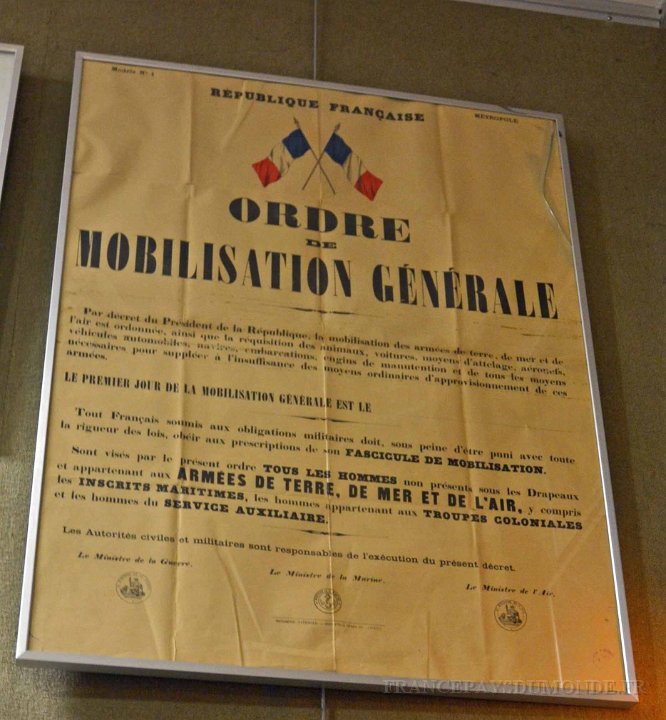 Modèle N° 1
RÉPUBLIQUE FRANÇAISE
MÉTROPOLE
ORDRE
DE
MOBILISATION GÉNÉRALE
Par décret du Président de la République, la mobilisation des armées de terre, de mer et de
l'air est ordonnée, ainsi que la réquisition des animaux, voitures, moyens d'attelage, aéronefs,
véhicules automobiles, navires, embarcations, engins de manutention et de tous les moyens
nécessaires pour suppléer à l'insuffisance des moyens ordinaires d'approvisionnement de ces
armées.
LE PREMIER JOUR DE LA MOBILISATION GÉNÉRALE EST LE
Tout Français soumis aux obligations militaires doit, sous peine d'être puni avec toute
la rigueur des lois, obéir aux prescriptions de son FASCICULE DE MOBILISATION.
Sont visés par le présent ordre TOUS LES HOMMES non présents sous les Drapeaux
et appartenant aux ARMÉES DE TERRE, DE MER ET DE L'AIR, y compris
les INSCRITS MARITIMES, les hommes appartenant aux TROUPES COLONIALES
et les hommes du SERVICE AUXILIAIRE.
Les Autorités civiles et militaires sont responsables de l'exécution du présent décret.
Le Ministre de la Guerre.
Le Ministre de la Marine.
Le Ministre de l'Air.
FRANCEPAYSDUMONDE.FR